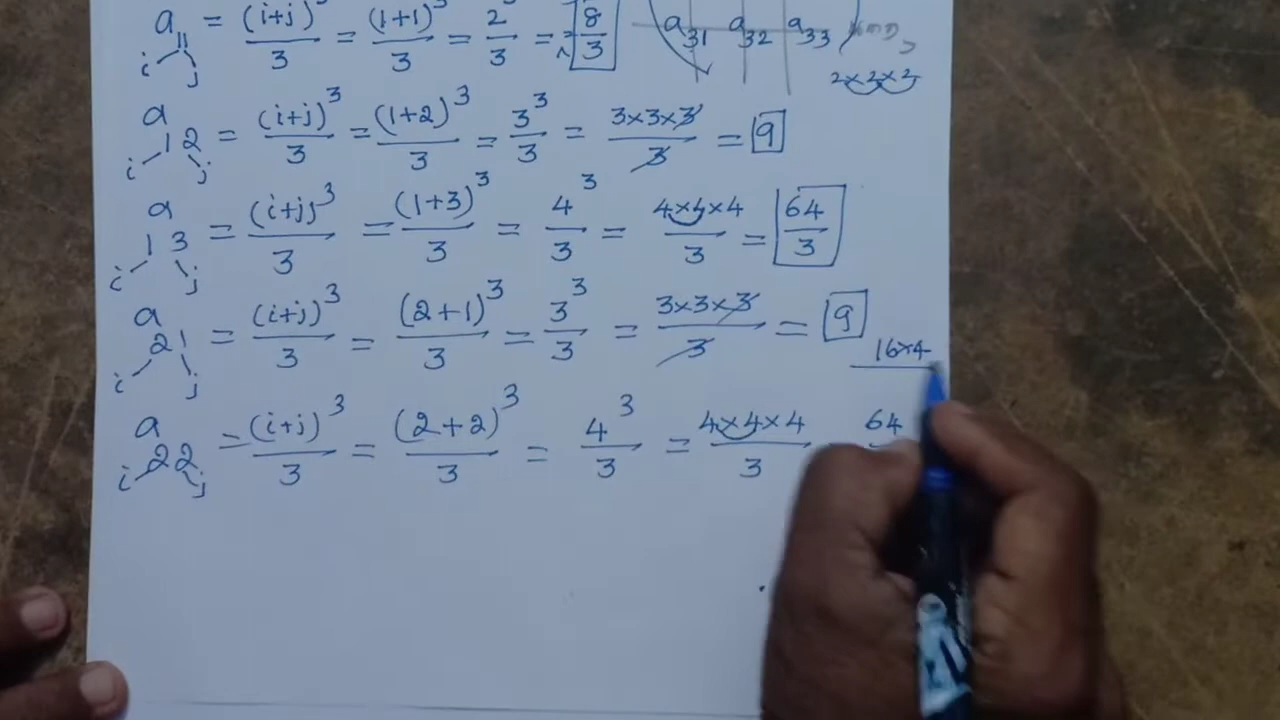 a₁₁ = (i+j)³/3 = (1+1)³/3 = 2³/3 = 8/3
i j
a₃₁ a₃₂ a₃₃
2×2×2
a₁₂ = (i+j)³/3 = (1+2)³/3 = 3³/3 = 3×3×3/3 = 9
i j
a₁₃ = (i+j)³/3 = (1+3)³/3 = 4³/3 = 4×4×4/3 = 64/3
i j
a₂₁ = (i+j)³/3 = (2+1)³/3 = 3³/3 = 3×3×3/3 = 9
i j
16×4
a₂₂ = (i+j)³/3 = (2+2)³/3 = 4³/3 = 4×4×4/3 64
i j